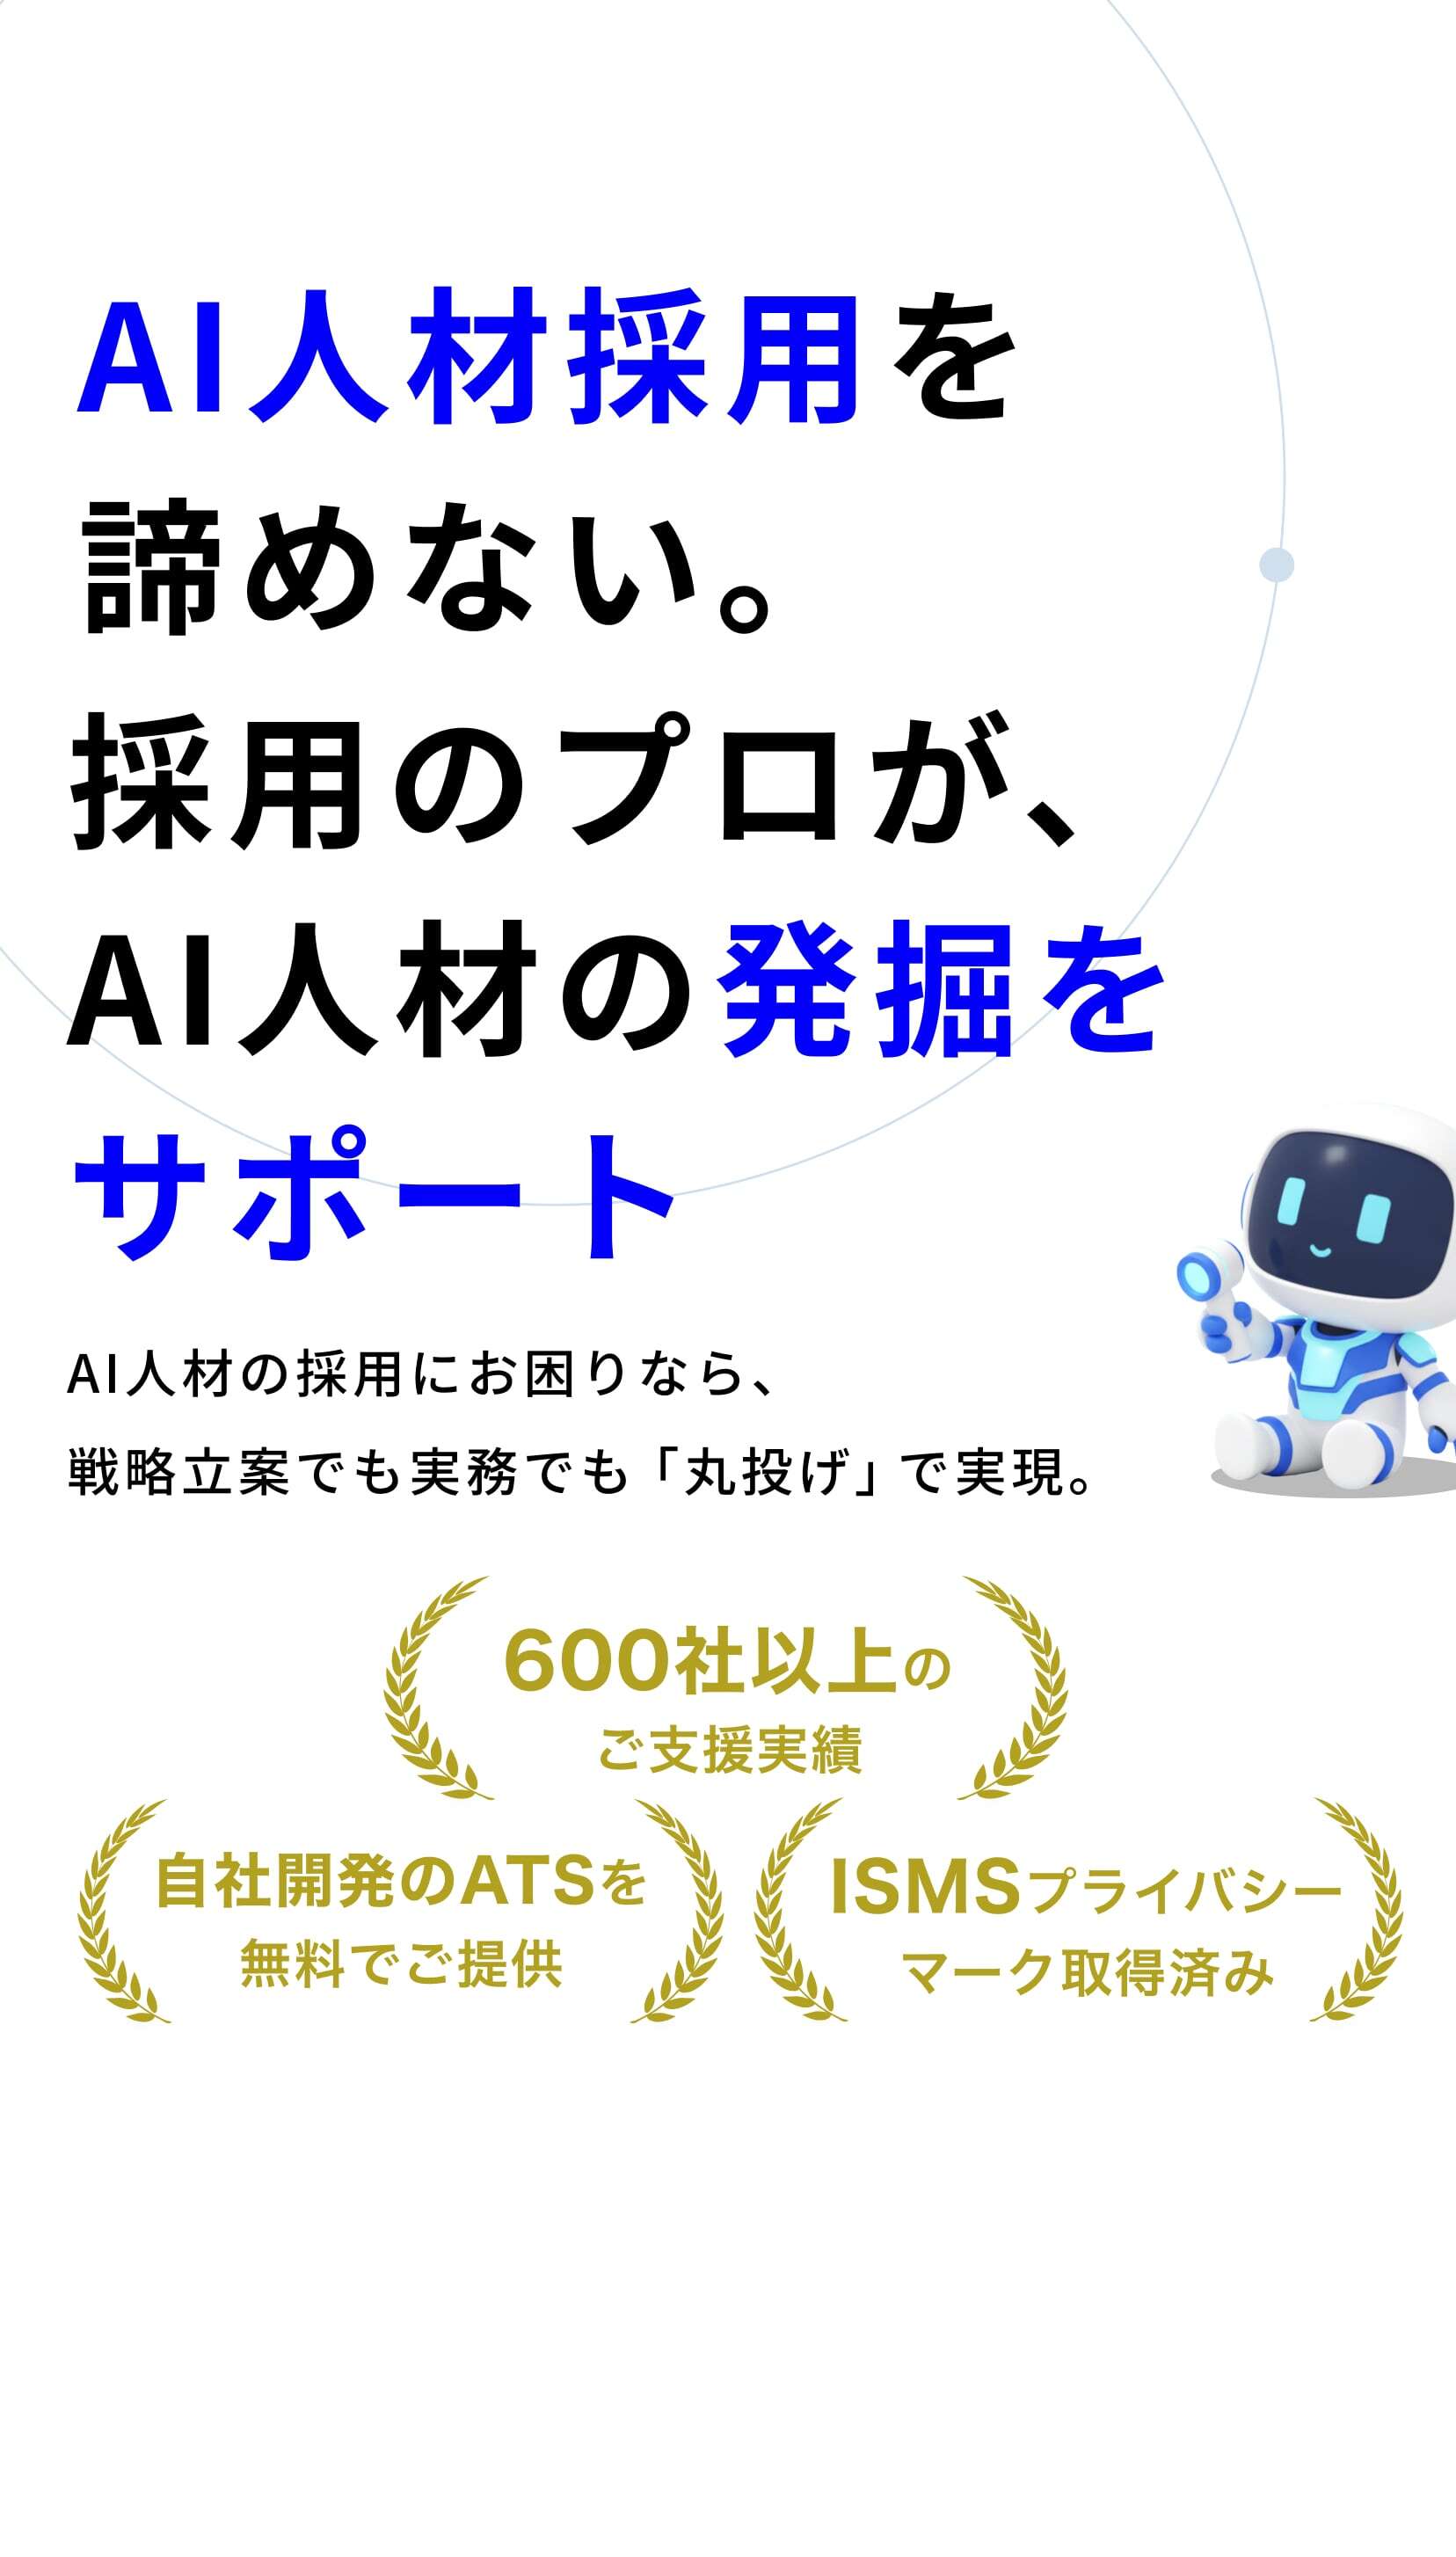 AI人材採用を
諦めない。
採用のプロが、
AI人材の発掘を
サポート
AI人材の採用にお困りなら、
戦略立案でも実務でも「丸投げ」で実現。
600社以上の
ご支援実績
自社開発のATSを
無料でご提供
ISMSプライバシー
マーク取得済み